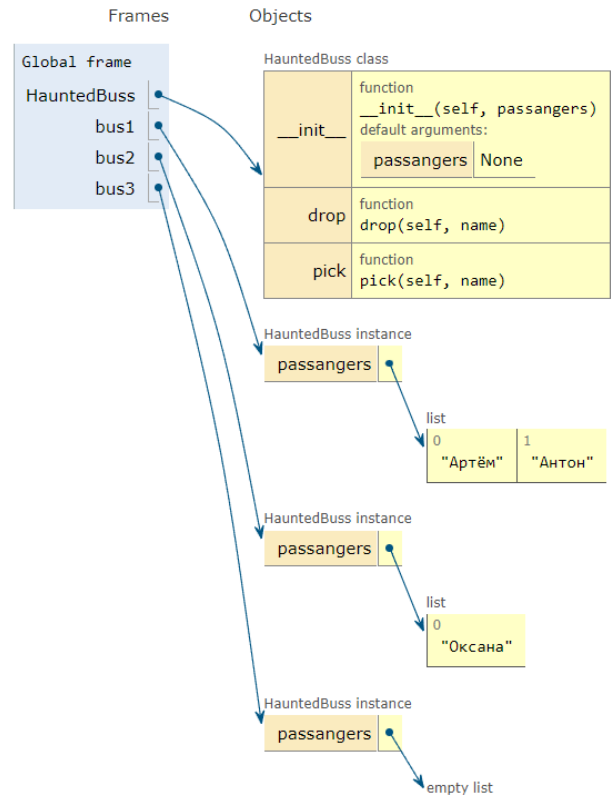 Frames Objects
Global frame
HauntedBuss
bus1
bus2
bus3
HauntedBuss class
__init__
function
__init__(self, passangers)
default arguments:
passangers None
drop
function
drop(self, name)
pick
function
pick(self, name)
HauntedBuss instance
passangers
list
0 1
"Артём" "Антон"
HauntedBuss instance
passangers
list
0
"Оксана"
HauntedBuss instance
passangers
empty list